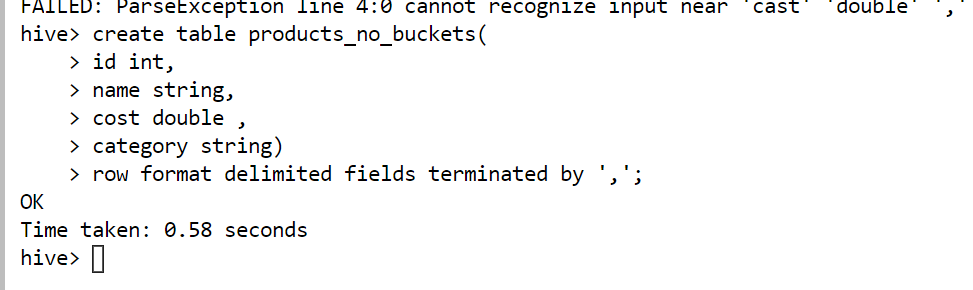 FAILED: ParseException line 4:0 cannot recognize input near 'cast' 'double' ','
hive> create table products_no_buckets(
    > id int,
    > name string,
    > cost double ,
    > category string)
    > row format delimited fields terminated by ',';
OK
Time taken: 0.58 seconds
hive>